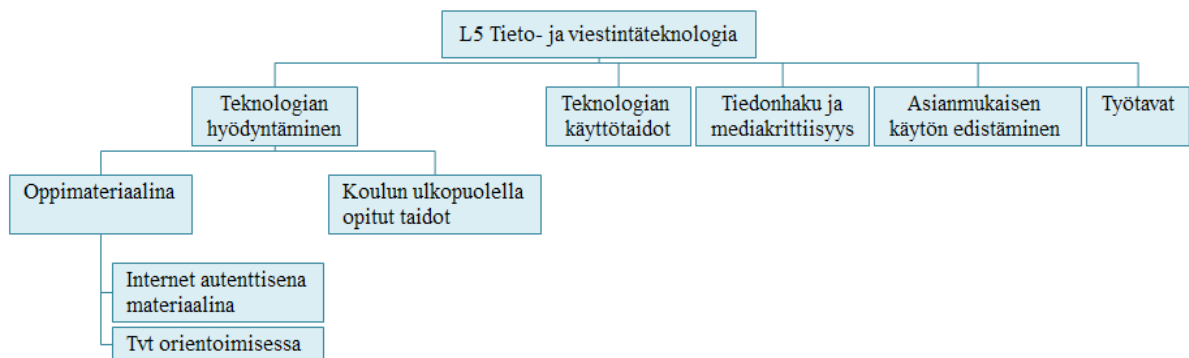 L5 Tieto- ja viestintäteknologia
Teknologian
hyödyntäminen
Teknologian
käyttötaidot
Tiedonhaku ja
mediakriittisyys
Asianmukaisen
käytön edistäminen
Työtavat
Oppimateriaalina
Koulun ulkopuolella
opitut taidot
Internet autenttisena
materiaalina
Tvt orientoimisessa